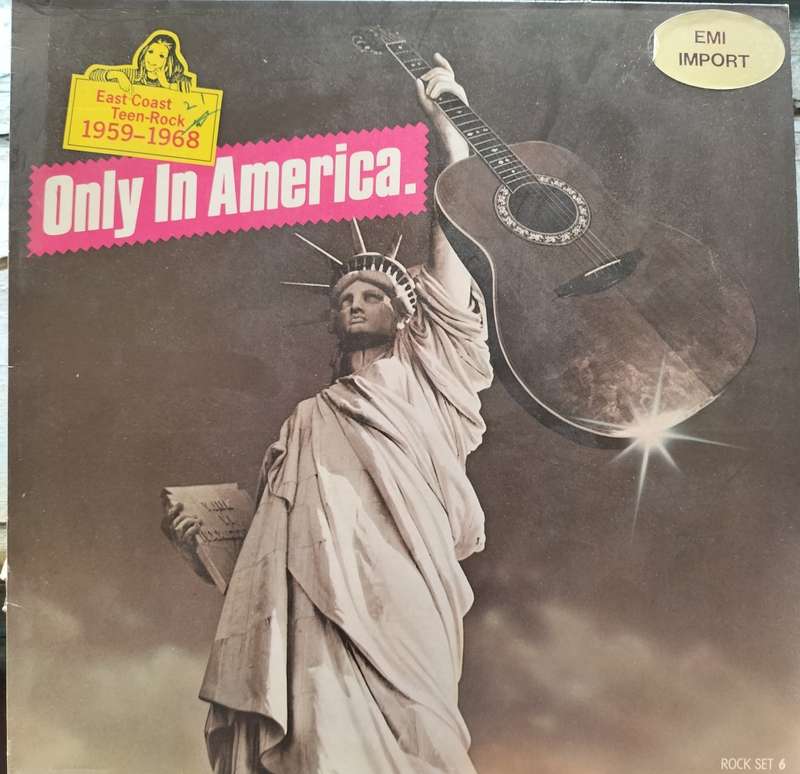 EMI
IMPORT
East Coast
Teen-Rock
1959–1968
Only In America.
ROCK SET 6